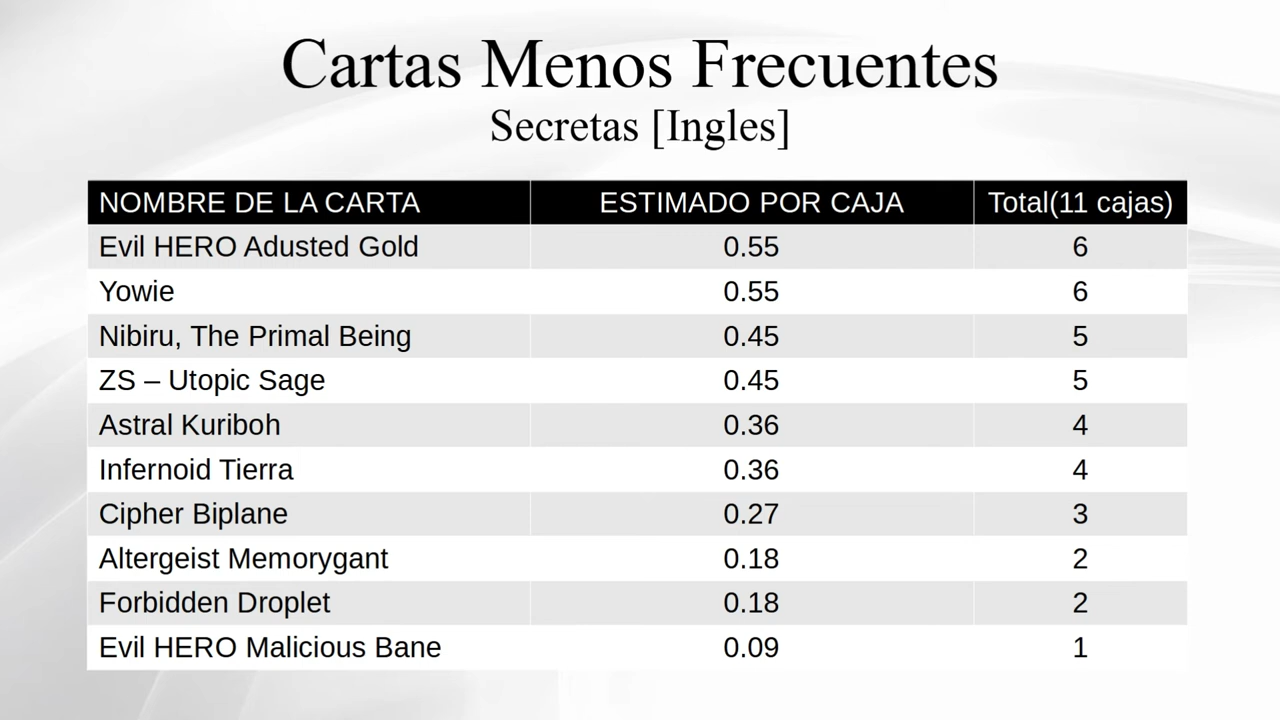 Cartas Menos Frecuentes
Secretas [Ingles]
NOMBRE DE LA CARTA ESTIMADO POR CAJA Total(11 cajas)
Evil HERO Adusted Gold 0.55 6
Yowie 0.55 6
Nibiru, The Primal Being 0.45 5
ZS – Utopic Sage 0.45 5
Astral Kuriboh 0.36 4
Infernoid Tierra 0.36 4
Cipher Biplane 0.27 3
Altergeist Memorygant 0.18 2
Forbidden Droplet 0.18 2
Evil HERO Malicious Bane 0.09 1